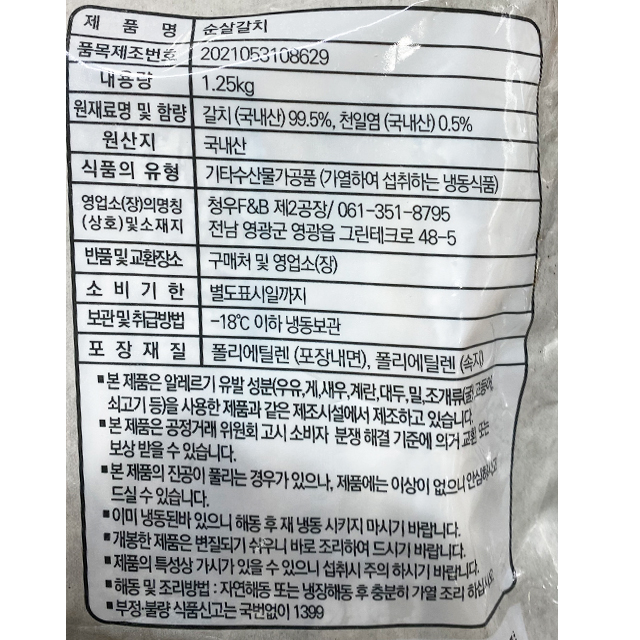 제 품 명 순살갈치
품목제조번호 2021053108629
내용량 1.25kg
원재료명 및 함량 갈치 (국내산) 99.5%, 천일염 (국내산) 0.5%
원산지 국내산
식품의 유형 기타수산물가공품 (가열하여 섭취하는 냉동식품)
영업소(장)의명칭 청우F&B 제2공장/ 061-351-8795
(상호)및소재지 전남 영광군 영광읍 그린테크로 48-5
반품및교환장소 구매처 및 영업소(장)
소 비 기 한 별도표시일까지
보관및취급방법 -18℃ 이하 냉동보관
포 장 재 질 폴리에틸렌 (포장내면), 폴리에틸렌 (속지)
■본 제품은 알레르기 유발 성분(우유,게,새우,계란,대두,밀,조개류(굴),고등어,
쇠고기 등)을 사용한 제품과 같은 제조시설에서 제조하고 있습니다.
■본 제품은 공정거래 위원회 고시 소비자 분쟁 해결 기준에 의거 교환 또는
보상 받을 수 있습니다.
■본 제품의 진공이 풀리는 경우가 있으나, 제품에는 이상이 없으니 안심하시고
드실 수 있습니다.
■이미 냉동된바 있으니 해동 후 재 냉동 시키지 마시기 바랍니다.
■개봉한 제품은 변질되기 쉬우니 바로 조리하여 드시기 바랍니다.
■제품의 특성상 가시가 있을 수 있으니 섭취시 주의 하시기 바랍니다.
■해동 및 조리방법 : 자연해동 또는 냉장해동 후 충분히 가열 조리 하십시오.
■부정·불량 식품신고는 국번없이 1399